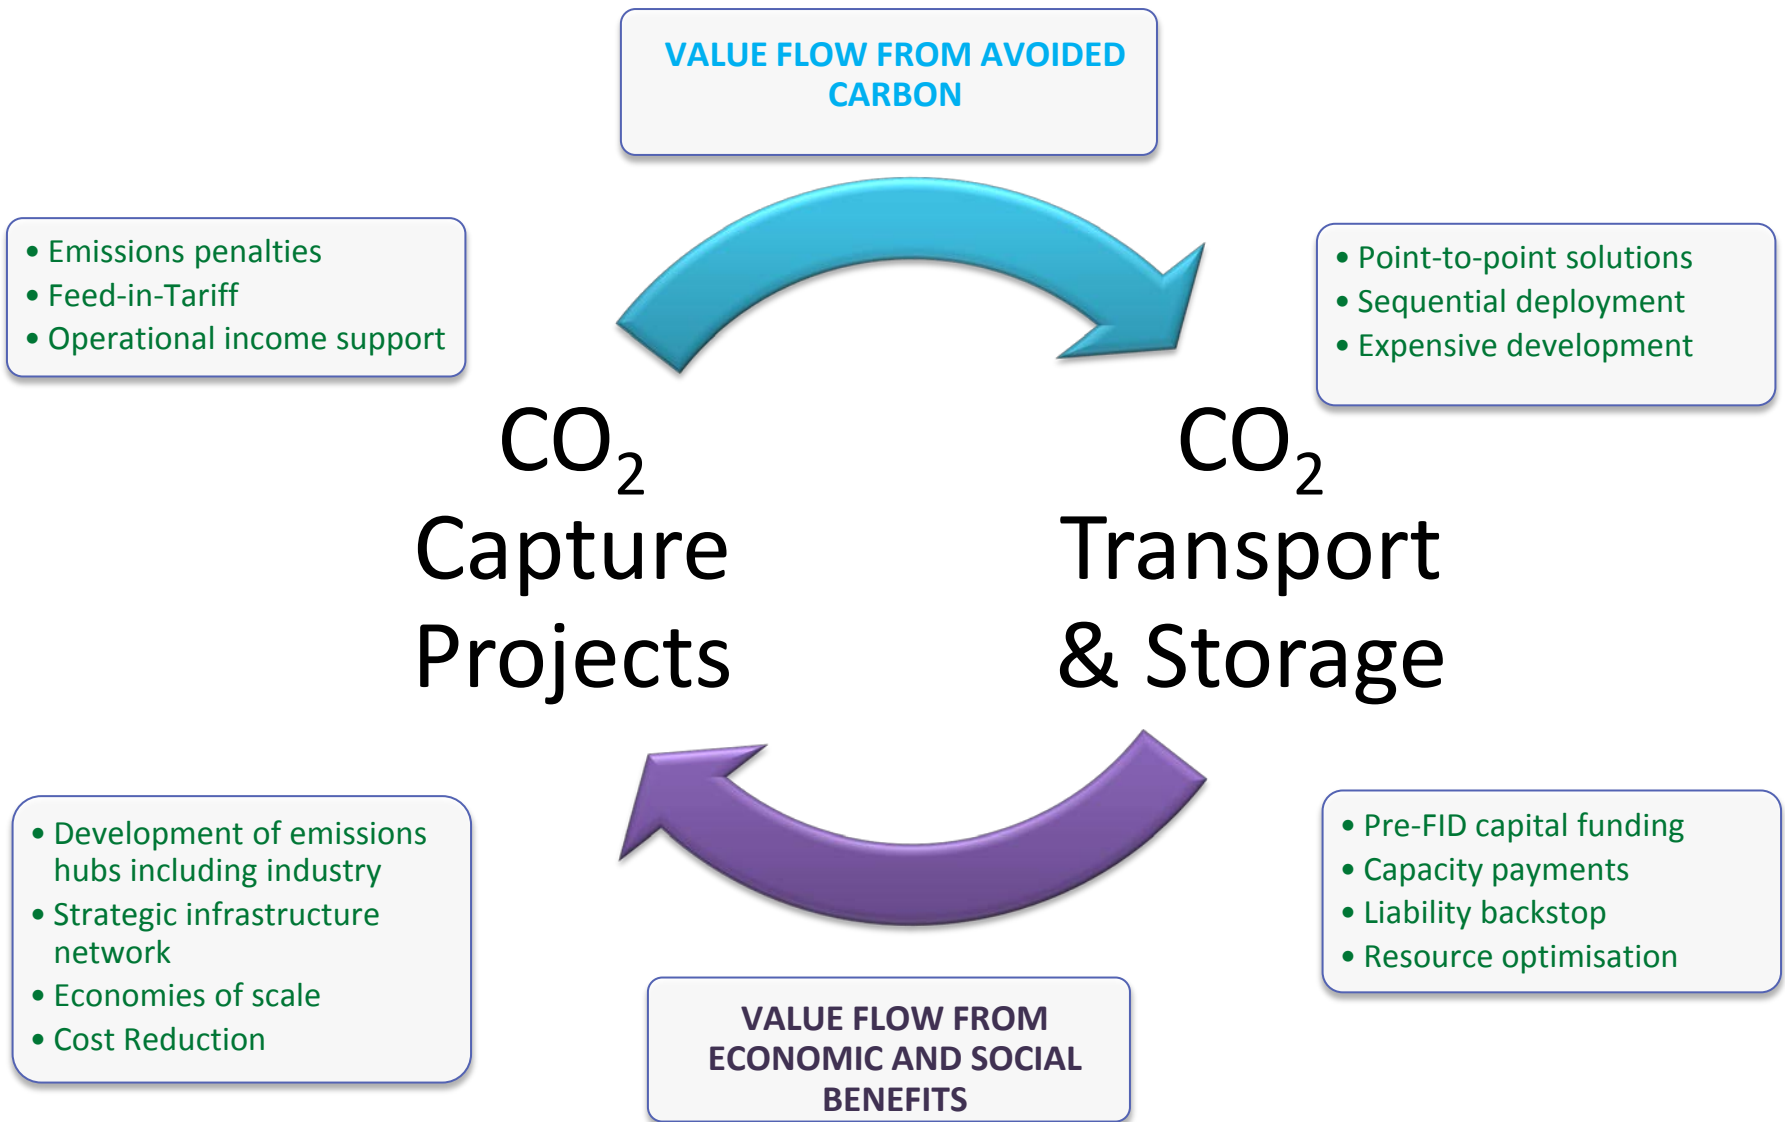 VALUE FLOW FROM AVOIDED
CARBON
• Emissions penalties
• Feed-in-Tariff
• Operational income support
• Point-to-point solutions
• Sequential deployment
• Expensive development
CO₂
Capture
Projects
CO₂
Transport
& Storage
• Development of emissions
hubs including industry
• Strategic infrastructure
network
• Economies of scale
• Cost Reduction
• Pre-FID capital funding
• Capacity payments
• Liability backstop
• Resource optimisation
VALUE FLOW FROM
ECONOMIC AND SOCIAL
BENEFITS